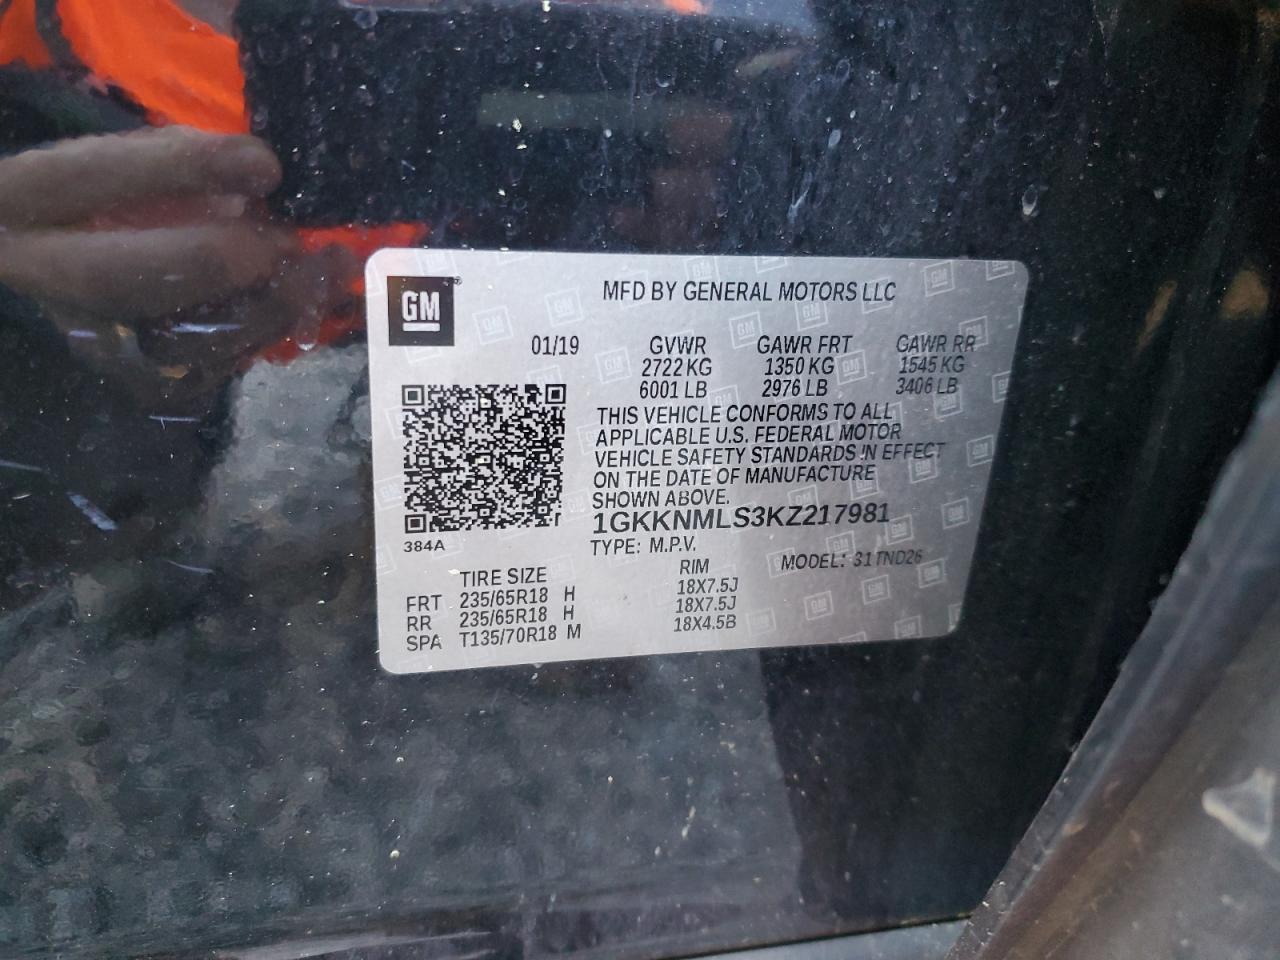 GM
MFD BY GENERAL MOTORS LLC
01/19 GVWR GAWR FRT GAWR RR
2722 KG 1350 KG 1545 KG
6001 LB 2976 LB 3406 LB
THIS VEHICLE CONFORMS TO ALL
APPLICABLE U.S. FEDERAL MOTOR
VEHICLE SAFETY STANDARDS IN EFFECT
ON THE DATE OF MANUFACTURE
SHOWN ABOVE.
1GKKNMLS3KZ217981
384A
TYPE: M.P.V. MODEL: 31TND26
TIRE SIZE RIM
FRT 235/65R18 H 18X7.5J
RR 235/65R18 H 18X7.5J
SPA T135/70R18 M 18X4.5B